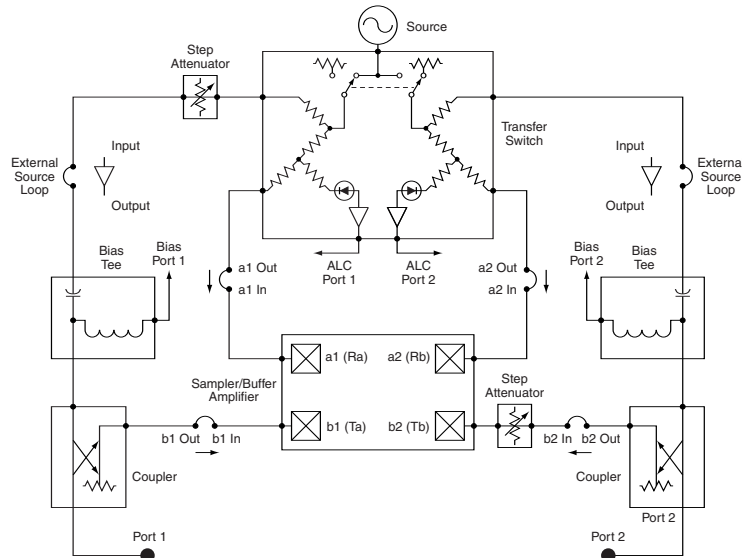 Source
Step
Attenuator
Transfer
Switch
Input
Output
External
Source
Loop
Input
Output
Externa
Source
Loop
Bias
Tee
Bias
Port 1
a1 Out
a1 In
ALC
Port 1
ALC
Port 2
a2 Out
a2 In
Bias
Port 2
Bias
Tee
a1 (Ra)
a2 (Rb)
Sampler/Buffer
Amplifier
Step
Attenuator
b1 Out
b1 In
b1 (Ta)
b2 (Tb)
b2 In
b2 Out
Coupler
Coupler
Port 2
Port 1
Port 2